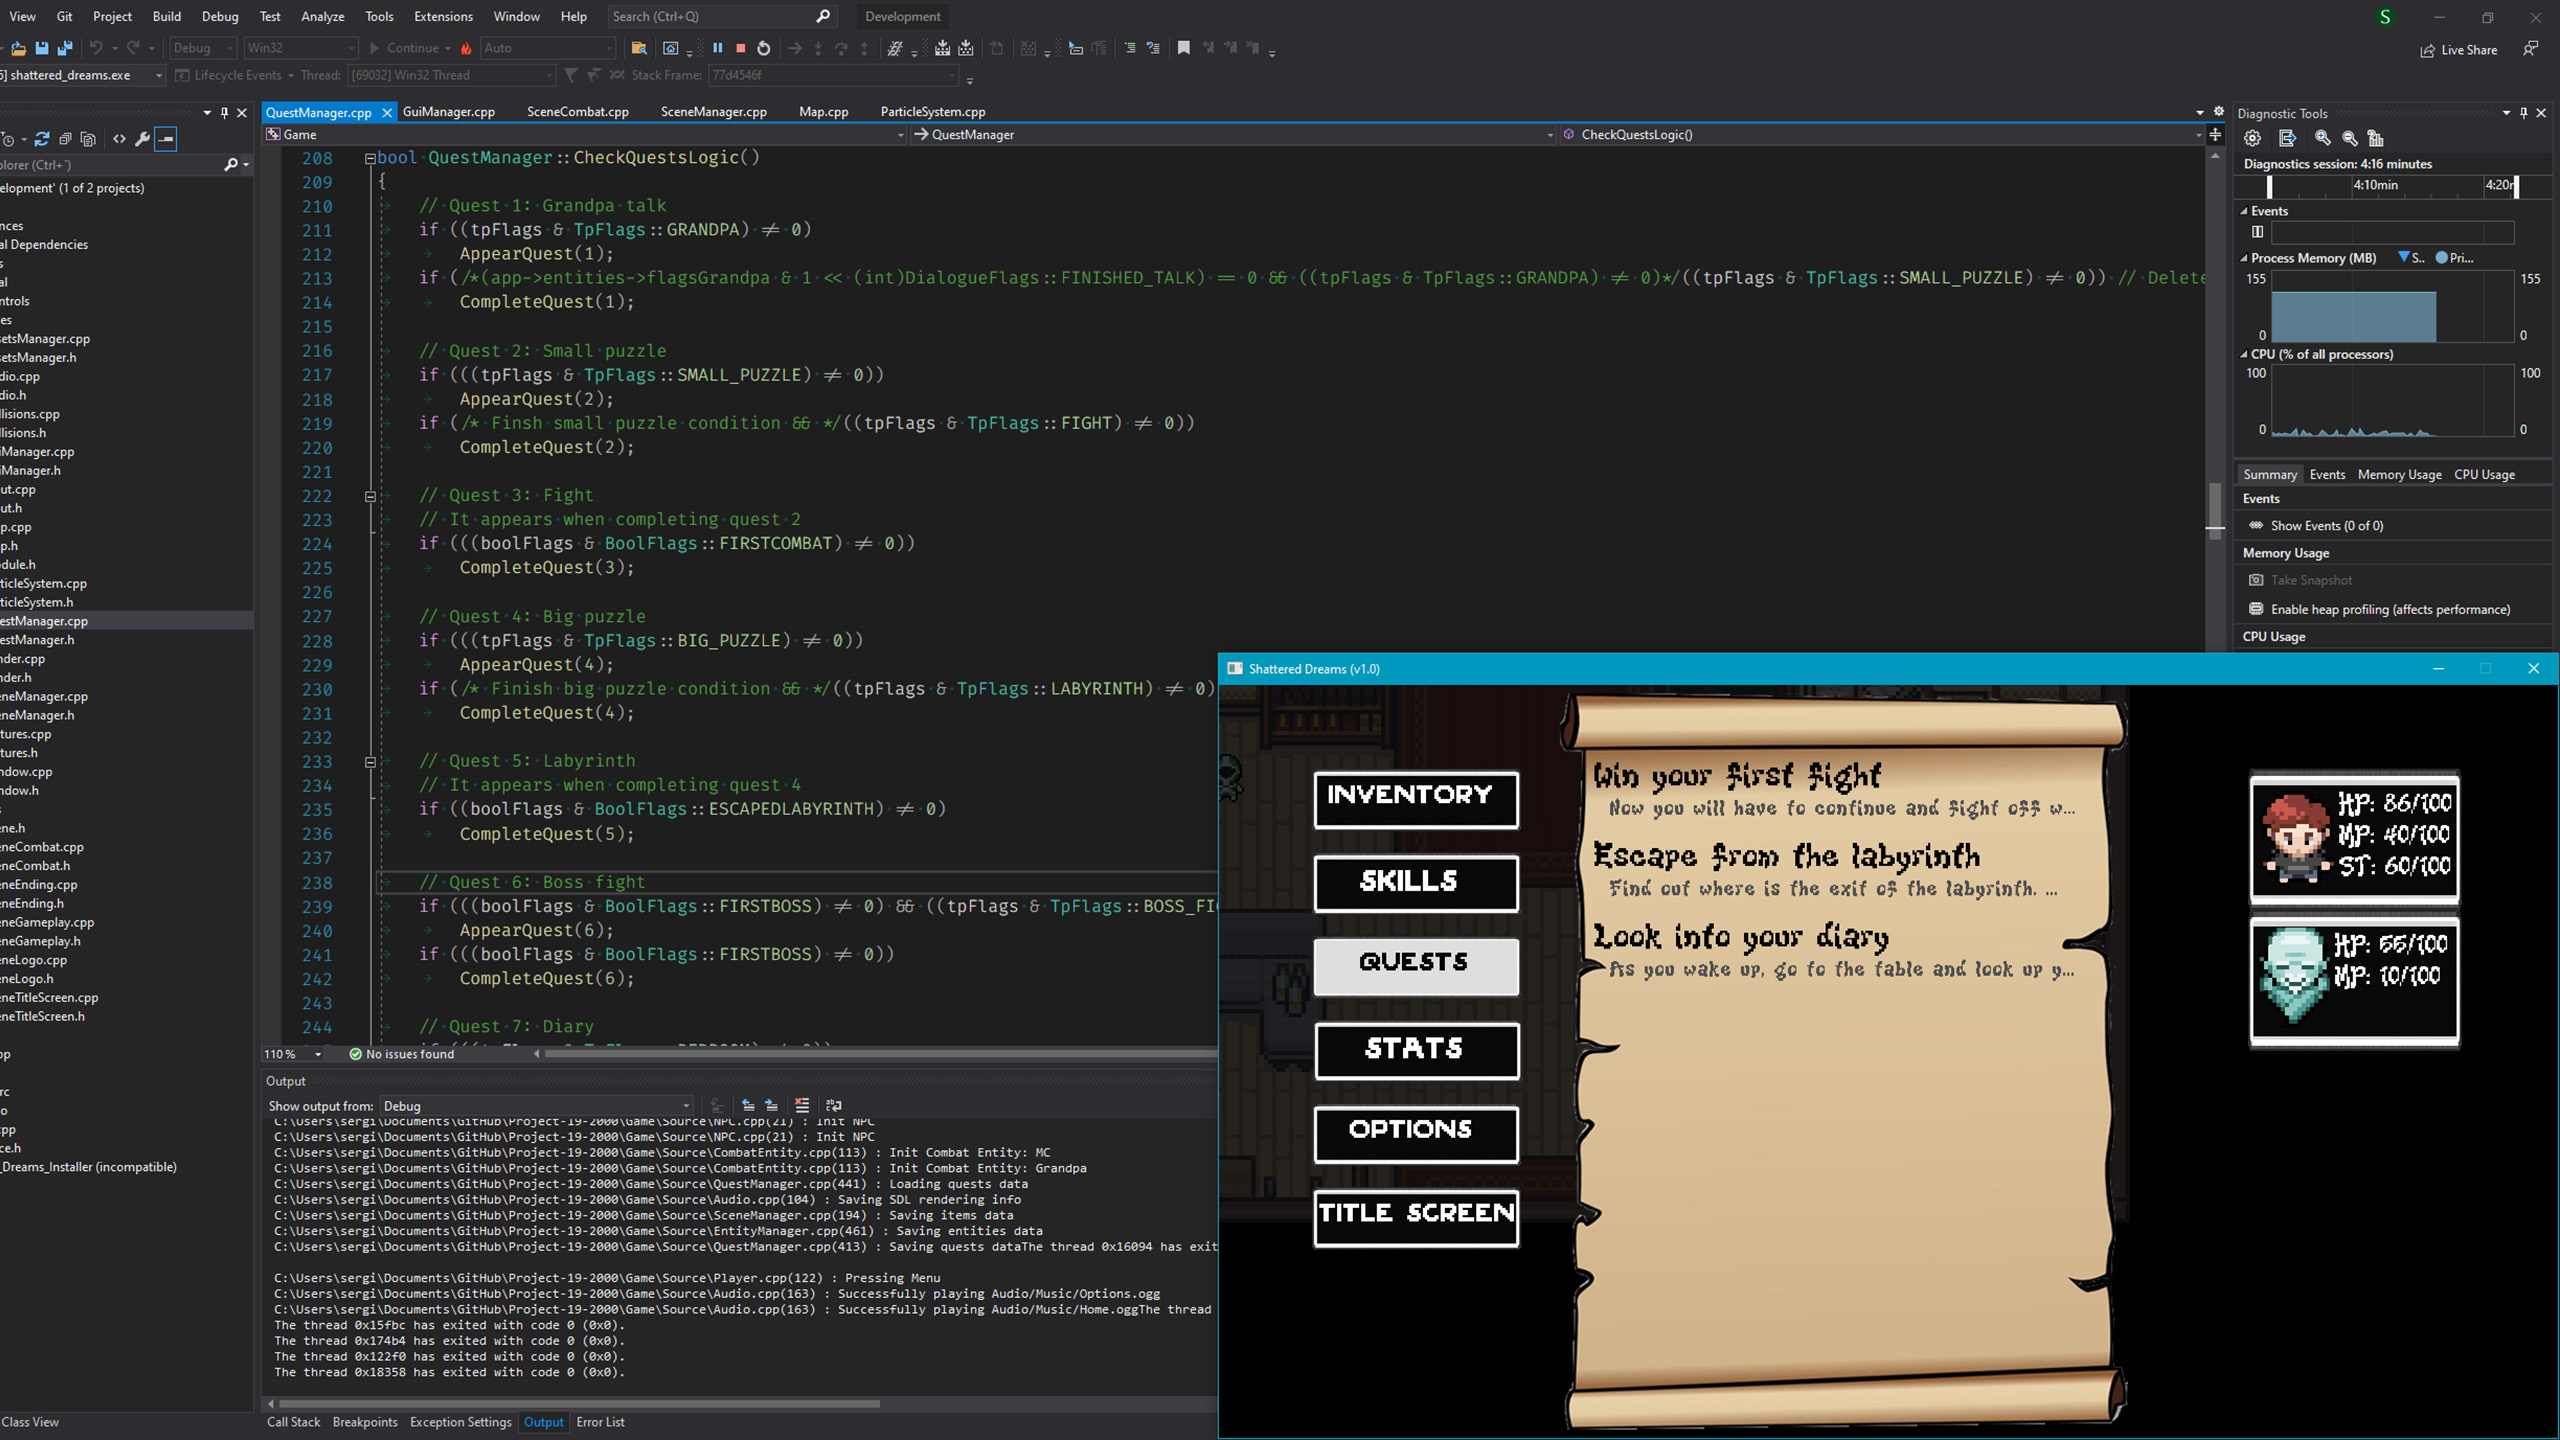 View Git Project Build Debug Test Analyze Tools Extensions Window Help Search (Ctrl+Q) Development S
Debug Win32 Continue Auto Live Share
shattered_dreams.exe Lifecycle Events Thread: [69032] Win32 Thread Stack Frame: 77d4546f
QuestManager.cpp GuiManager.cpp SceneCombat.cpp SceneManager.cpp Map.cpp ParticleSystem.cpp
Game QuestManager CheckQuestsLogic()
plorer (Ctrl+¨)
elopment' (1 of 2 projects)
nces
al Dependencies
s
al
ontrols
es
setsManager.cpp
setsManager.h
dio.cpp
dio.h
llisions.cpp
llisions.h
iManager.cpp
iManager.h
ut.cpp
ut.h
p.cpp
p.h
odule.h
ticleSystem.cpp
ticleSystem.h
estManager.cpp
estManager.h
nder.cpp
nder.h
eneManager.cpp
eneManager.h
tures.cpp
tures.h
ndow.cpp
ndow.h
s
ene.h
eneCombat.cpp
eneCombat.h
eneEnding.cpp
eneEnding.h
eneGameplay.cpp
eneGameplay.h
eneLogo.cpp
eneLogo.h
eneTitleScreen.cpp
eneTitleScreen.h
pp
rc
o
cpp
ce.h
_Dreams_Installer (incompatible)
Class View
208 bool QuestManager::CheckQuestsLogic()
209 {
210 // Quest 1: Grandpa talk
211 if ((tpFlags & TpFlags::GRANDPA) ≠ 0)
212 AppearQuest(1);
213 if (/*(app->entities->flagsGrandpa & 1 << (int)DialogueFlags::FINISHED_TALK) == 0 && ((tpFlags & TpFlags::GRANDPA) ≠ 0)*/((tpFlags & TpFlags::SMALL_PUZZLE) ≠ 0)) // Delete
214 CompleteQuest(1);
215
216 // Quest 2: Small puzzle
217 if (((tpFlags & TpFlags::SMALL_PUZZLE) ≠ 0))
218 AppearQuest(2);
219 if (/* Finsh small puzzle condition && */((tpFlags & TpFlags::FIGHT) ≠ 0))
220 CompleteQuest(2);
221
222 // Quest 3: Fight
223 // It appears when completing quest 2
224 if (((boolFlags & BoolFlags::FIRSTCOMBAT) ≠ 0))
225 CompleteQuest(3);
226
227 // Quest 4: Big puzzle
228 if (((tpFlags & TpFlags::BIG_PUZZLE) ≠ 0))
229 AppearQuest(4);
230 if (/* Finish big puzzle condition && */((tpFlags & TpFlags::LABYRINTH) ≠ 0)
231 CompleteQuest(4);
232
233 // Quest 5: Labyrinth
234 // It appears when completing quest 4
235 if ((boolFlags & BoolFlags::ESCAPEDLABYRINTH) ≠ 0)
236 CompleteQuest(5);
237
238 // Quest 6: Boss fight
239 if (((boolFlags & BoolFlags::FIRSTBOSS) ≠ 0) && ((tpFlags & TpFlags::BOSS_FI
240 AppearQuest(6);
241 if (((boolFlags & BoolFlags::FIRSTBOSS) ≠ 0))
242 CompleteQuest(6);
243
244 // Quest 7: Diary
110 % No issues found
Output
Show output from: Debug
C:\Users\sergi\Documents\GitHub\Project-19-2000\Game\Source\NPC.cpp(21) : Init NPC
C:\Users\sergi\Documents\GitHub\Project-19-2000\Game\Source\NPC.cpp(21) : Init NPC
C:\Users\sergi\Documents\GitHub\Project-19-2000\Game\Source\CombatEntity.cpp(113) : Init Combat Entity: MC
C:\Users\sergi\Documents\GitHub\Project-19-2000\Game\Source\CombatEntity.cpp(113) : Init Combat Entity: Grandpa
C:\Users\sergi\Documents\GitHub\Project-19-2000\Game\Source\QuestManager.cpp(441) : Loading quests data
C:\Users\sergi\Documents\GitHub\Project-19-2000\Game\Source\Audio.cpp(104) : Saving SDL rendering info
C:\Users\sergi\Documents\GitHub\Project-19-2000\Game\Source\SceneManager.cpp(194) : Saving items data
C:\Users\sergi\Documents\GitHub\Project-19-2000\Game\Source\EntityManager.cpp(461) : Saving entities data
C:\Users\sergi\Documents\GitHub\Project-19-2000\Game\Source\QuestManager.cpp(413) : Saving quests dataThe thread 0x16094 has exit
C:\Users\sergi\Documents\GitHub\Project-19-2000\Game\Source\Player.cpp(122) : Pressing Menu
C:\Users\sergi\Documents\GitHub\Project-19-2000\Game\Source\Audio.cpp(163) : Successfully playing Audio/Music/Options.ogg
C:\Users\sergi\Documents\GitHub\Project-19-2000\Game\Source\Audio.cpp(163) : Successfully playing Audio/Music/Home.oggThe thread
The thread 0x15fbc has exited with code 0 (0x0).
The thread 0x174b4 has exited with code 0 (0x0).
The thread 0x122f0 has exited with code 0 (0x0).
The thread 0x18358 has exited with code 0 (0x0).
Call Stack Breakpoints Exception Settings Output Error List
Diagnostic Tools
Diagnostics session: 4:16 minutes
4:10min 4:20r
Events
Process Memory (MB) S.. Pri...
155 155
0 0
CPU (% of all processors)
100 100
0 0
Summary Events Memory Usage CPU Usage
Events
Show Events (0 of 0)
Memory Usage
Take Snapshot
Enable heap profiling (affects performance)
CPU Usage
Shattered Dreams (v1.0)
INVENTORY
SKILLS
QUESTS
STATS
OPTIONS
TITLE SCREEN
Win your first fight
Now you will have to continue and fight off w...
Escape from the labyrinth
Find out where is the exit of the labyrinth. ...
Look into your diary
As you wake up, go to the table and look up y...
HP: 86/100
MP: 40/100
ST: 60/100
HP: 55/100
MP: 10/100